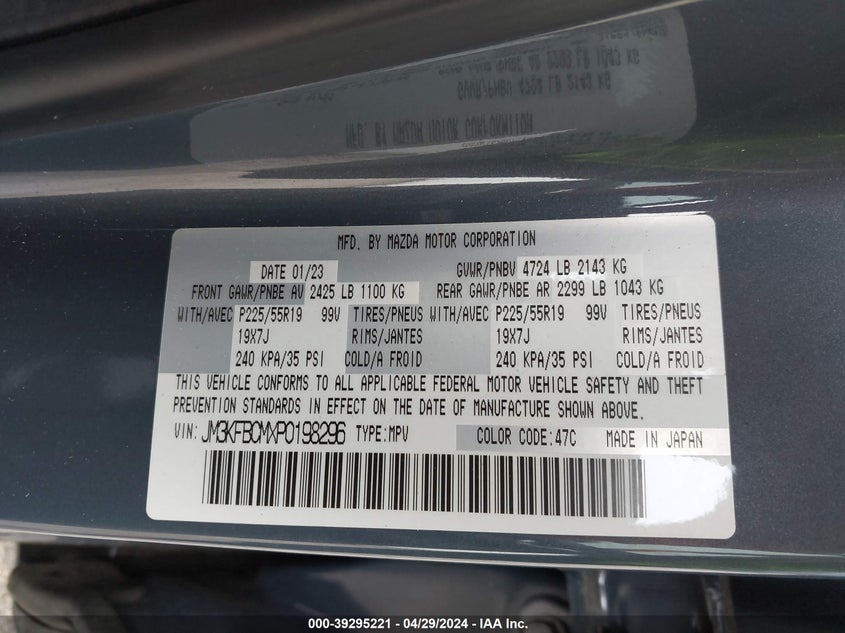 MFD. BY MAZDA MOTOR CORPORATION
DATE 01/23 GVWR/PNBV 4724 LB 2143 KG
FRONT GAWR/PNBE AV 2425 LB 1100 KG REAR GAWR/PNBE AR 2299 LB 1043 KG
WITH/AVEC P225/55R19 99V TIRES/PNEUS WITH/AVEC P225/55R19 99V TIRES/PNEUS
19X7J RIMS/JANTES 19X7J RIMS/JANTES
240 KPA/35 PSI COLD/A FROID 240 KPA/35 PSI COLD/A FROID
THIS VEHICLE CONFORMS TO ALL APPLICABLE FEDERAL MOTOR VEHICLE SAFETY AND THEFT
PREVENTION STANDARDS IN EFFECT ON THE DATE OF MANUFACTURE SHOWN ABOVE.
VIN: JM3KFBCMXP0198296 TYPE:MPV COLOR CODE:47C MADE IN JAPAN
000-39295221 - 04/29/2024 - IAA Inc.